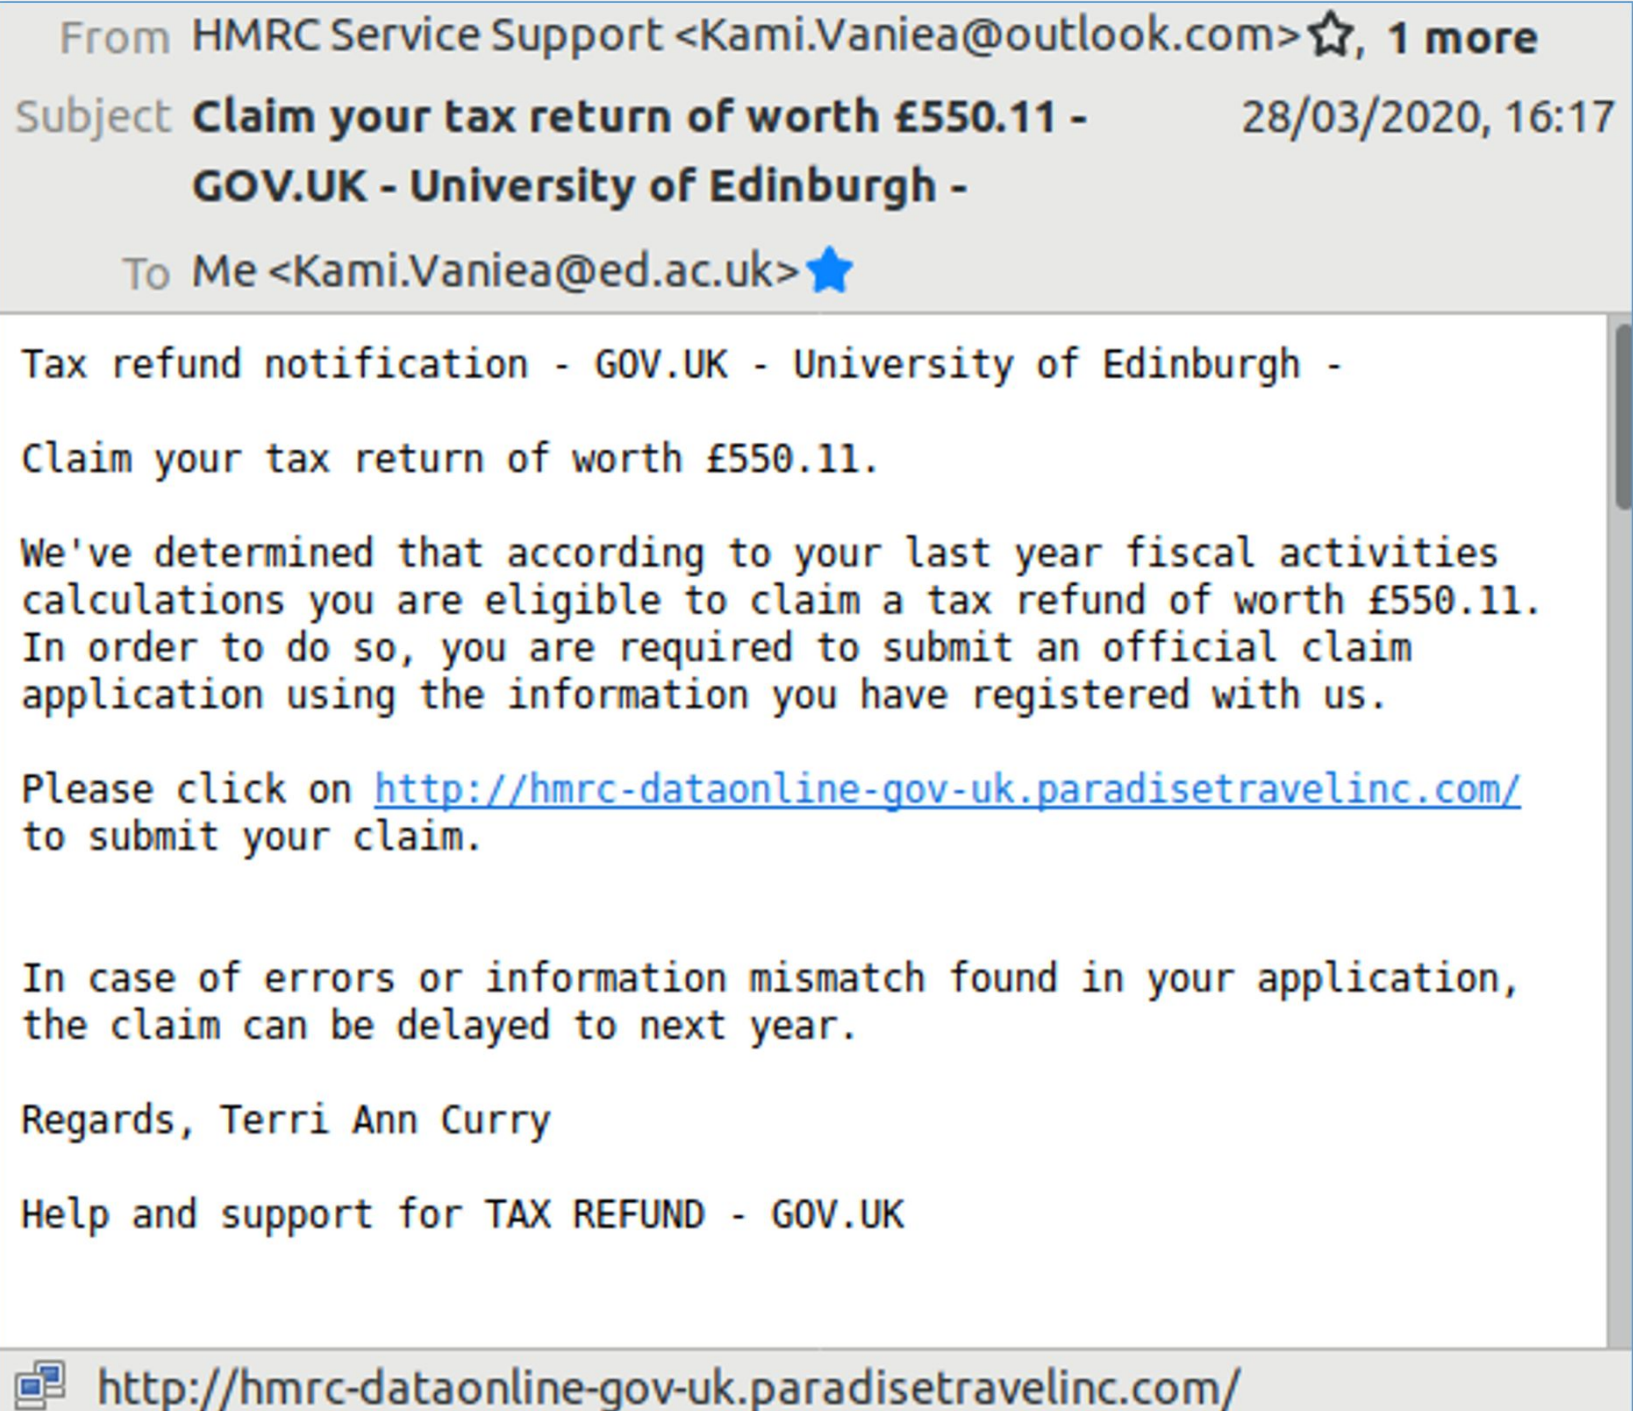 From HMRC Service Support <Kami.Vaniea@outlook.com>, 1 more
Subject Claim your tax return of worth £550.11 - 28/03/2020, 16:17
GOV.UK - University of Edinburgh -
To Me <Kami.Vaniea@ed.ac.uk>
Tax refund notification - GOV.UK - University of Edinburgh -
Claim your tax return of worth £550.11.
We've determined that according to your last year fiscal activities
calculations you are eligible to claim a tax refund of worth £550.11.
In order to do so, you are required to submit an official claim
application using the information you have registered with us.
Please click on http://hmrc-dataonline-gov-uk.paradisetravelinc.com/
to submit your claim.
In case of errors or information mismatch found in your application,
the claim can be delayed to next year.
Regards, Terri Ann Curry
Help and support for TAX REFUND - GOV.UK
http://hmrc-dataonline-gov-uk.paradisetravelinc.com/